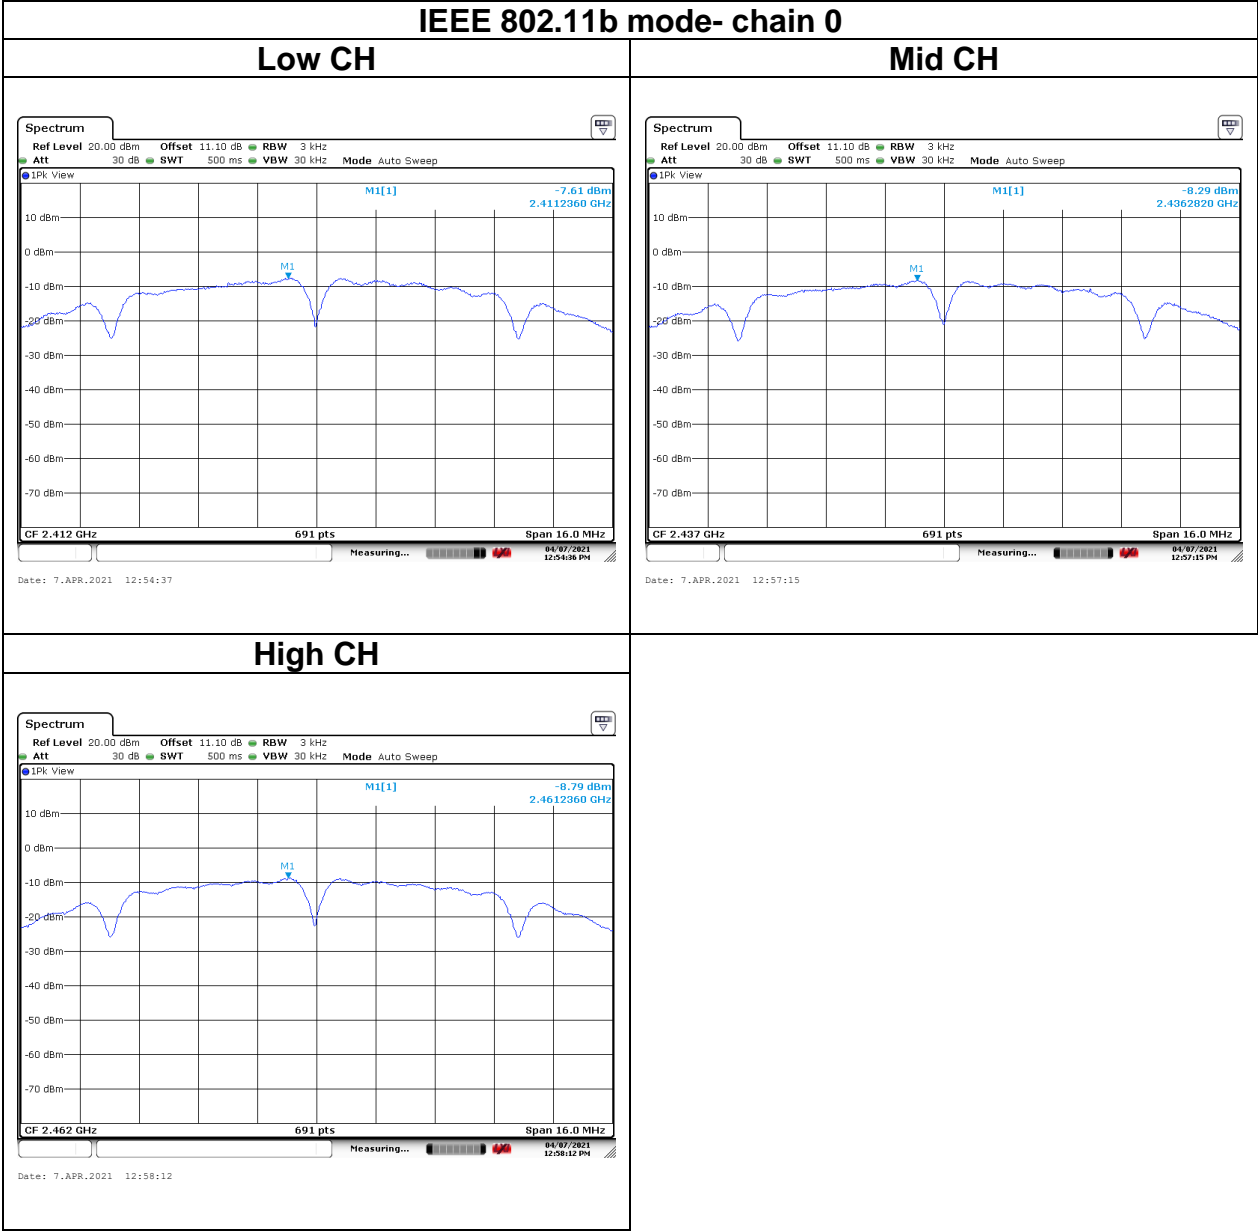 IEEE 802.11b mode- chain 0
Low CH
Mid CH
Spectrum
Ref Level 20.00 dBm Offset 11.10 dB RBW 3 kHz
Att 30 dB SWT 500 ms VBW 30 kHz Mode Auto Sweep
1Pk View
M1[1] -7.61 dBm
2.4112360 GHz
10 dBm
0 dBm
M1
-10 dBm
-20 dBm
-30 dBm
-40 dBm
-50 dBm
-60 dBm
-70 dBm
CF 2.412 GHz 691 pts Span 16.0 MHz
Measuring... 04/07/2021
12:54:36 PM
Date: 7.APR.2021 12:54:37
Spectrum
Ref Level 20.00 dBm Offset 11.10 dB RBW 3 kHz
Att 30 dB SWT 500 ms VBW 30 kHz Mode Auto Sweep
1Pk View
M1[1] -8.29 dBm
2.4362820 GHz
10 dBm
0 dBm
M1
-10 dBm
-20 dBm
-30 dBm
-40 dBm
-50 dBm
-60 dBm
-70 dBm
CF 2.437 GHz 691 pts Span 16.0 MHz
Measuring... 04/07/2021
12:57:15 PM
Date: 7.APR.2021 12:57:15
High CH
Spectrum
Ref Level 20.00 dBm Offset 11.10 dB RBW 3 kHz
Att 30 dB SWT 500 ms VBW 30 kHz Mode Auto Sweep
1Pk View
M1[1] -8.79 dBm
2.4612360 GHz
10 dBm
0 dBm
M1
-10 dBm
-20 dBm
-30 dBm
-40 dBm
-50 dBm
-60 dBm
-70 dBm
CF 2.462 GHz 691 pts Span 16.0 MHz
Measuring... 04/07/2021
12:58:12 PM
Date: 7.APR.2021 12:58:12